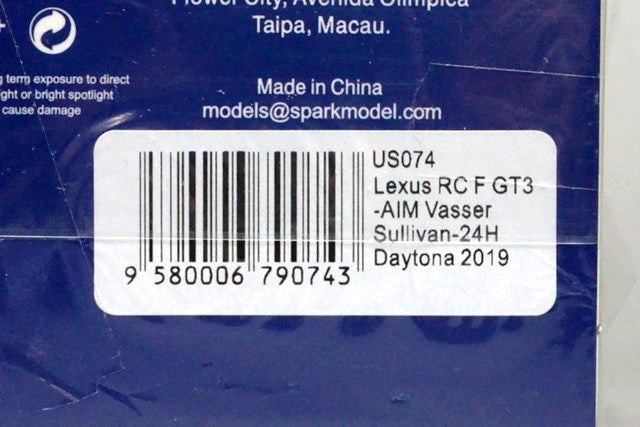 Flower City, Avenida Olimpica
Taipa, Macau.
term exposure to direct
ght or bright spotlight
cause damage
Made in China
models@sparkmodel.com
US074
Lexus RC F GT3
-AIM Vasser
Sullivan-24H
Daytona 2019
9 580006 790743